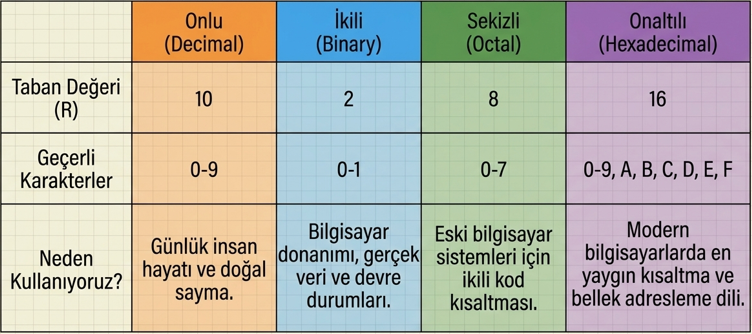 Onlu
(Decimal)
İkili
(Binary)
Sekizli
(Octal)
Onaltılı
(Hexadecimal)
Taban Değeri
(R)
10
2
8
16
Geçerli
Karakterler
0-9
0-1
0-7
0-9, A, B, C, D, E, F
Neden
Kullanıyoruz?
Günlük insan
hayatı ve doğal
sayma.
Bilgisayar
donanımı, gerçek
veri ve devre
durumları.
Eski bilgisayar
sistemleri için
ikili kod
kısaltması.
Modern
bilgisayarlarda en
yaygın kısaltma ve
bellek adresleme dili.